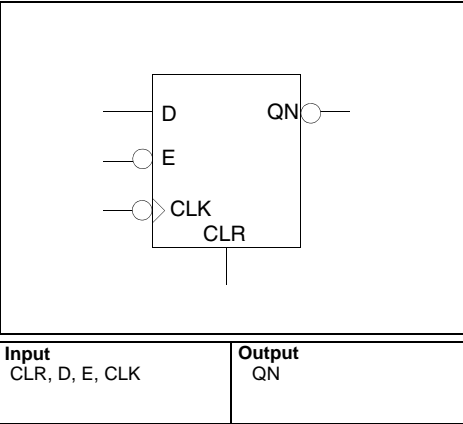 D
QN
E
CLK
CLR
Input
Output
CLR, D, E, CLK
QN